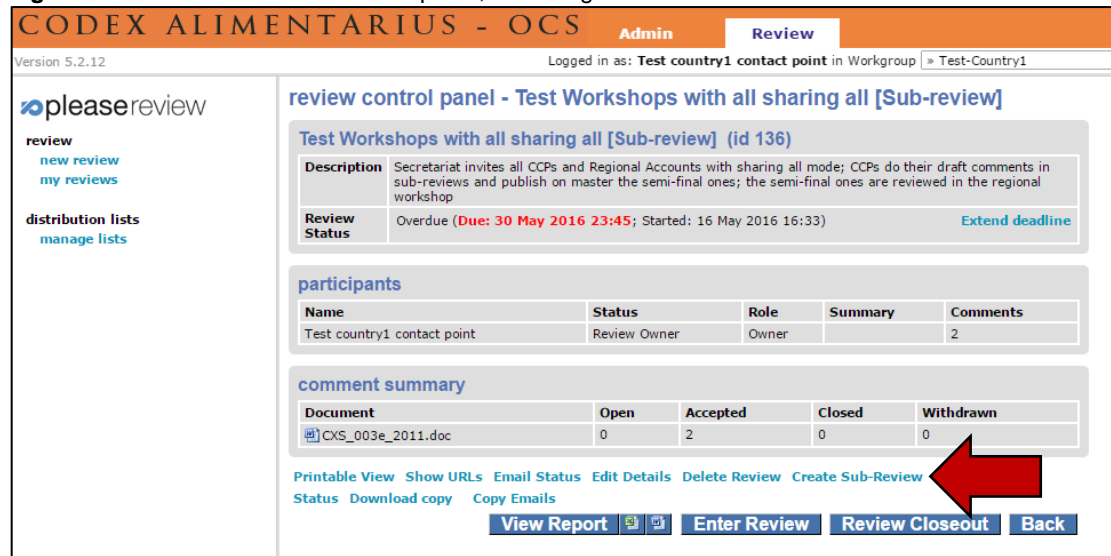 CODEX ALIMENTARIUS - OCS Admin Review
Version 5.2.12 Logged in as: Test country1 contact point in Workgroup » Test-Country1
pleasereview
review
new review
my reviews
distribution lists
manage lists
review control panel - Test Workshops with all sharing all [Sub-review]
Test Workshops with all sharing all [Sub-review] (id 136)
Description Secretariat invites all CCPs and Regional Accounts with sharing all mode; CCPs do their draft comments in
sub-reviews and publish on master the semi-final ones; the semi-final ones are reviewed in the regional
workshop
Review Status Overdue (Due: 30 May 2016 23:45; Started: 16 May 2016 16:33) Extend deadline
participants
Name Status Role Summary Comments
Test country1 contact point Review Owner Owner 2
comment summary
Document Open Accepted Closed Withdrawn
CXS_003e_2011.doc 0 2 0 0
Printable View Show URLs Email Status Edit Details Delete Review Create Sub-Review
Status Download copy Copy Emails
View Report Enter Review Review Closeout Back